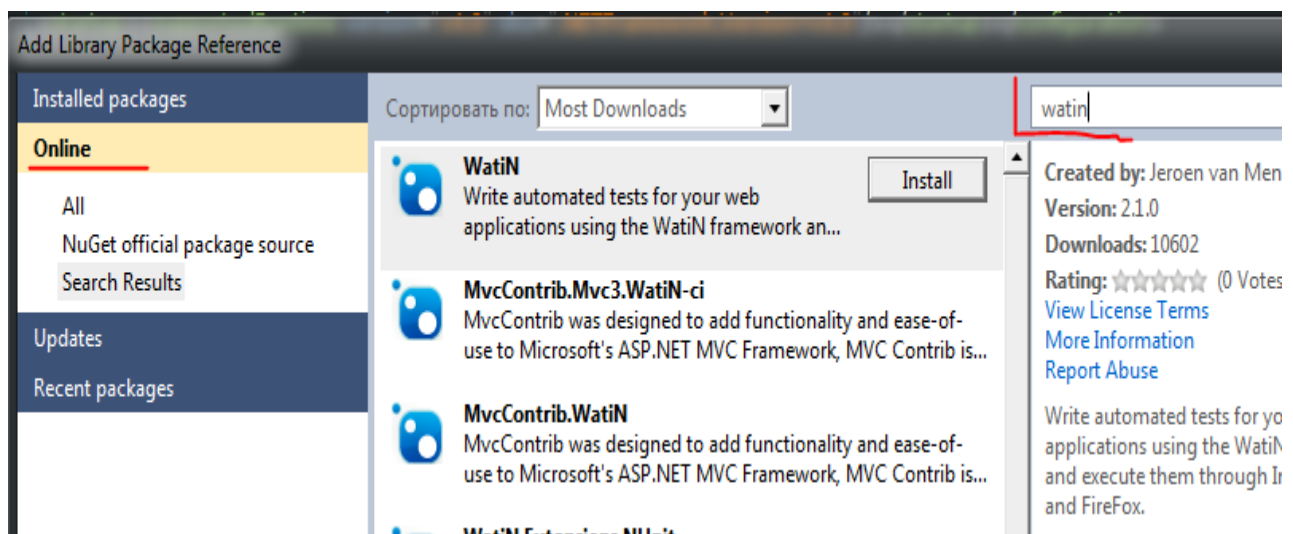 Add Library Package Reference
Installed packages
Online
All
NuGet official package source
Search Results
Updates
Recent packages
Сортировать по: Most Downloads
WatiN
Install
Write automated tests for your web
applications using the WatiN framework an...
MvcContrib.Mvc3.WatiN-ci
MvcContrib was designed to add functionality and ease-of-
use to Microsoft's ASP.NET MVC Framework, MVC Contrib is...
MvcContrib.WatiN
MvcContrib was designed to add functionality and ease-of-
use to Microsoft's ASP.NET MVC Framework, MVC Contrib is...
WatiN.Extensions.NUnit
watin
Created by: Jeroen van Men
Version: 2.1.0
Downloads: 10602
Rating: (0 Votes
View License Terms
More Information
Report Abuse
Write automated tests for yo
applications using the WatiN
and execute them through I
and FireFox.